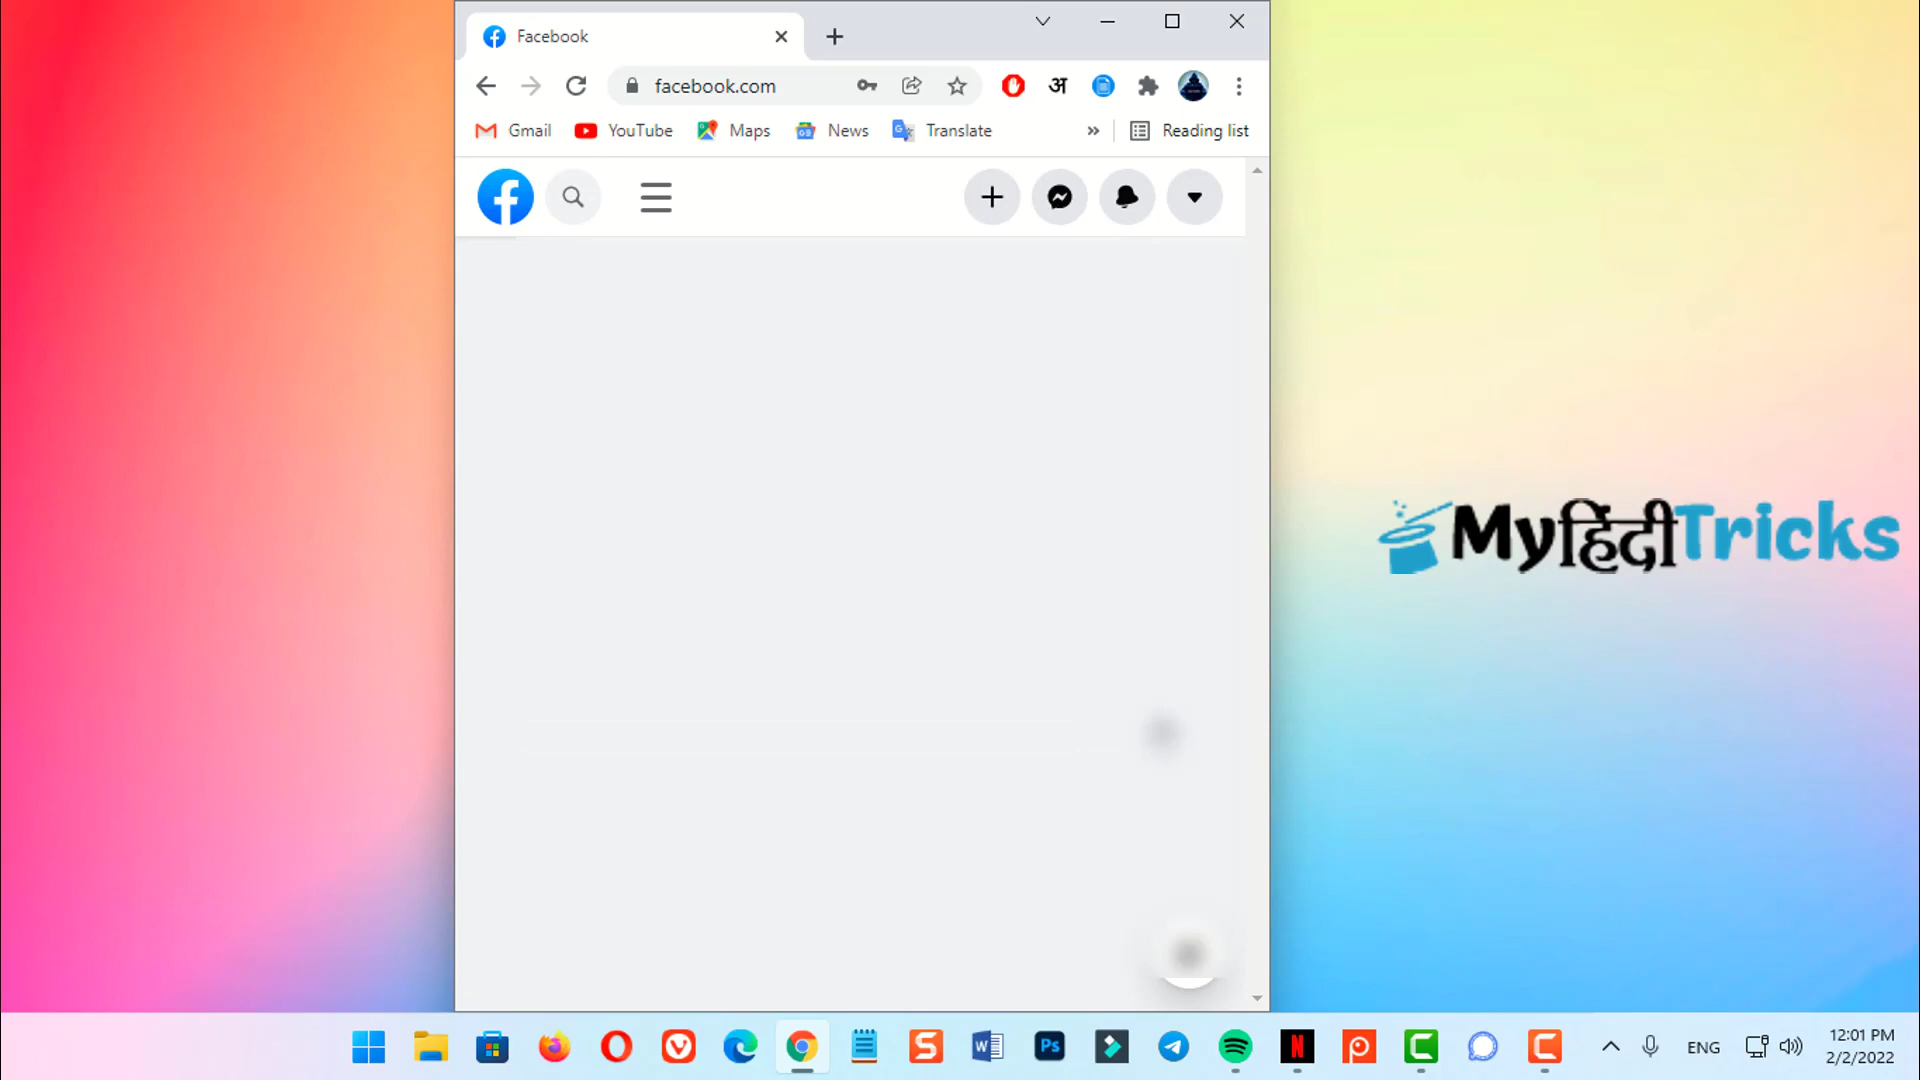 Facebook
facebook.com
Gmail YouTube Maps News Translate » Reading list
MyहिंदीTricks
ENG
12:01 PM
2/2/2022